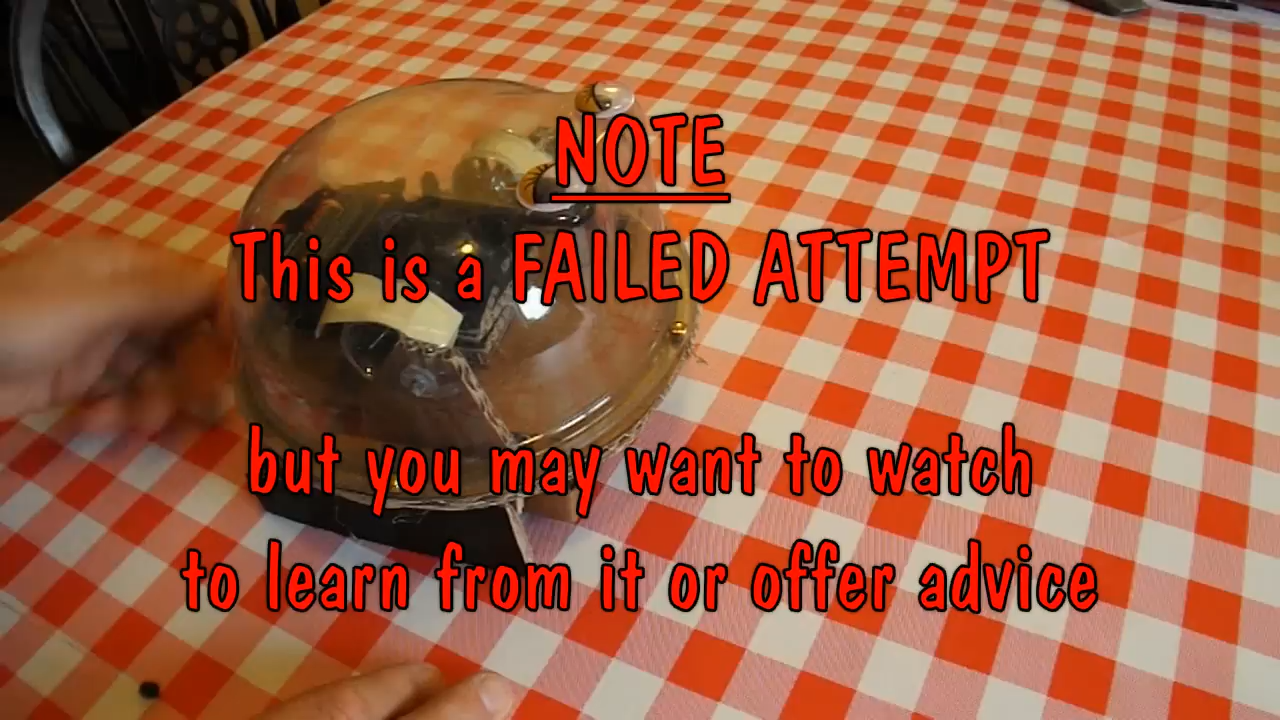 NOTE
This is a FAILED ATTEMPT
but you may want to watch
to learn from it or offer advice